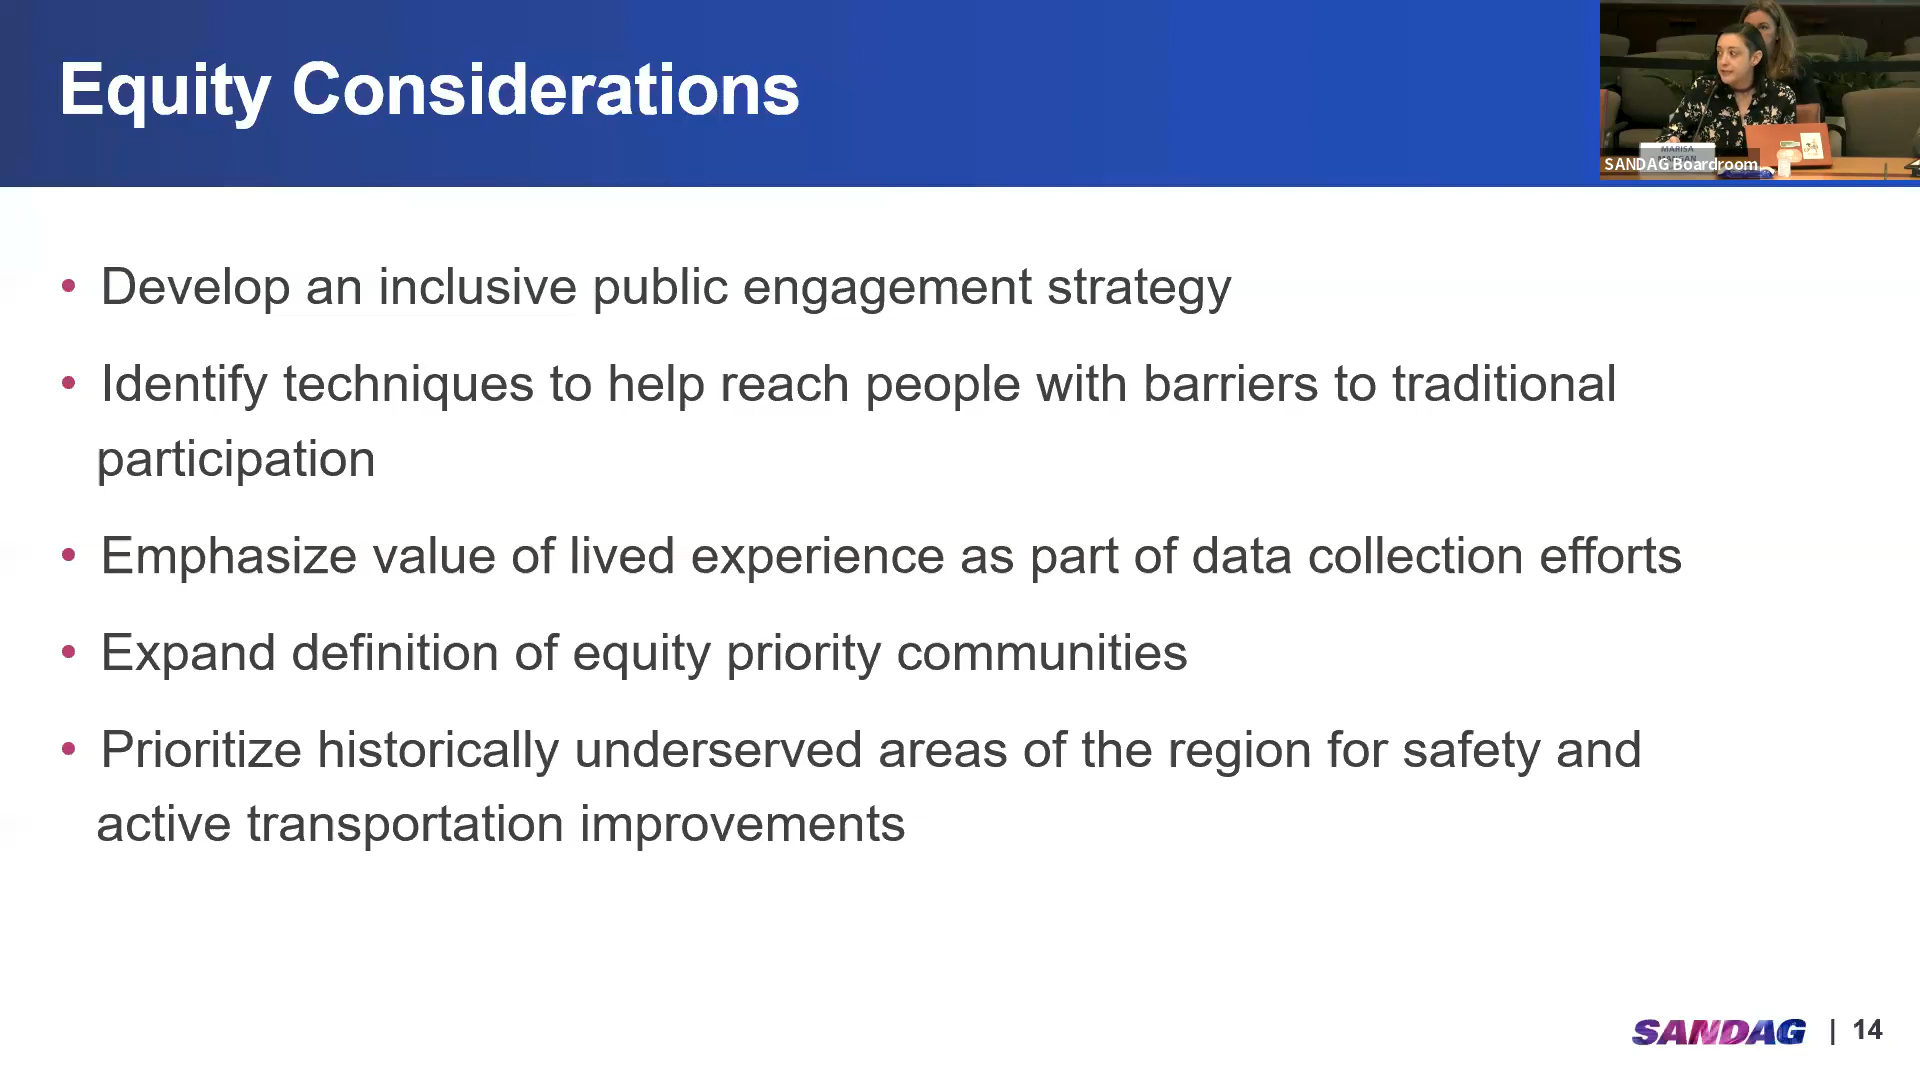 Equity Considerations
MARISA
SANDAG Boardroom
• Develop an inclusive public engagement strategy
• Identify techniques to help reach people with barriers to traditional
participation
• Emphasize value of lived experience as part of data collection efforts
• Expand definition of equity priority communities
• Prioritize historically underserved areas of the region for safety and
active transportation improvements
SANDAG | 14